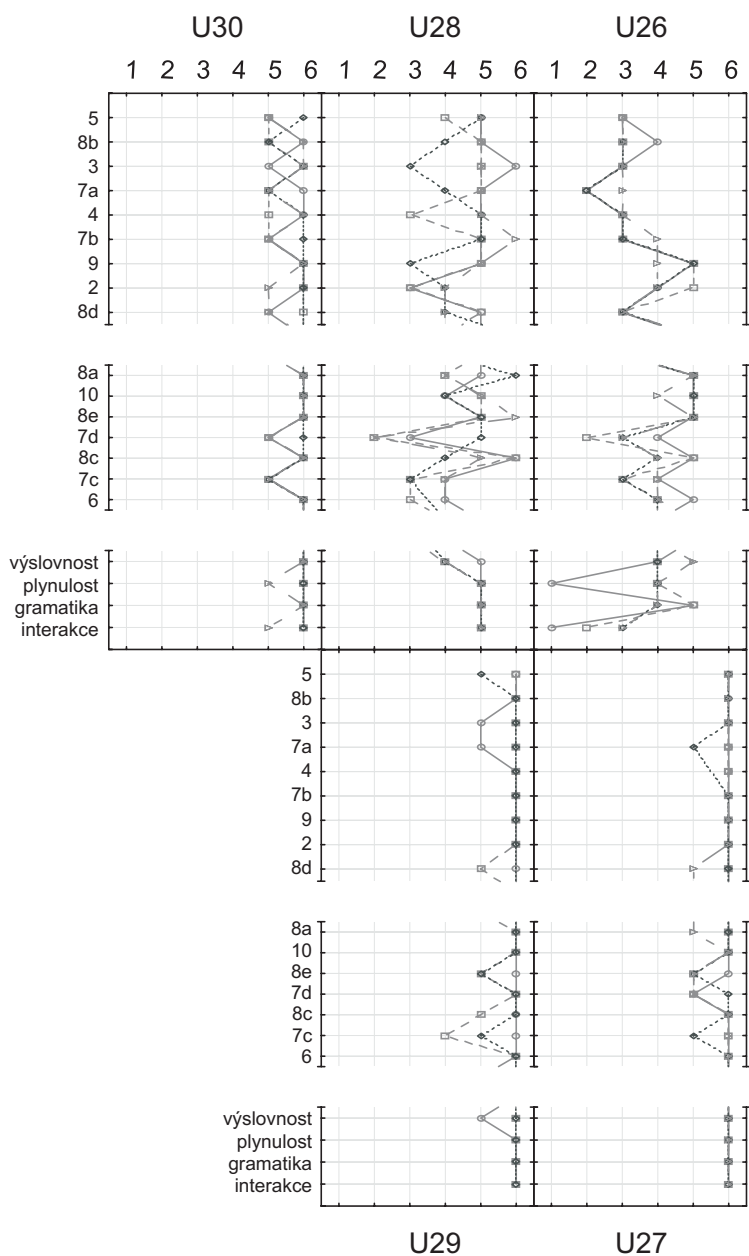 U30 U28 U26
1 2 3 4 5 6 1 2 3 4 5 6 1 2 3 4 5 6
5
8b
3
7a
4
7b
9
2
8d
8a
10
8e
7d
8c
7c
6
výslovnost
plynulost
gramatika
interakce
5
8b
3
7a
4
7b
9
2
8d
8a
10
8e
7d
8c
7c
6
výslovnost
plynulost
gramatika
interakce
U29 U27